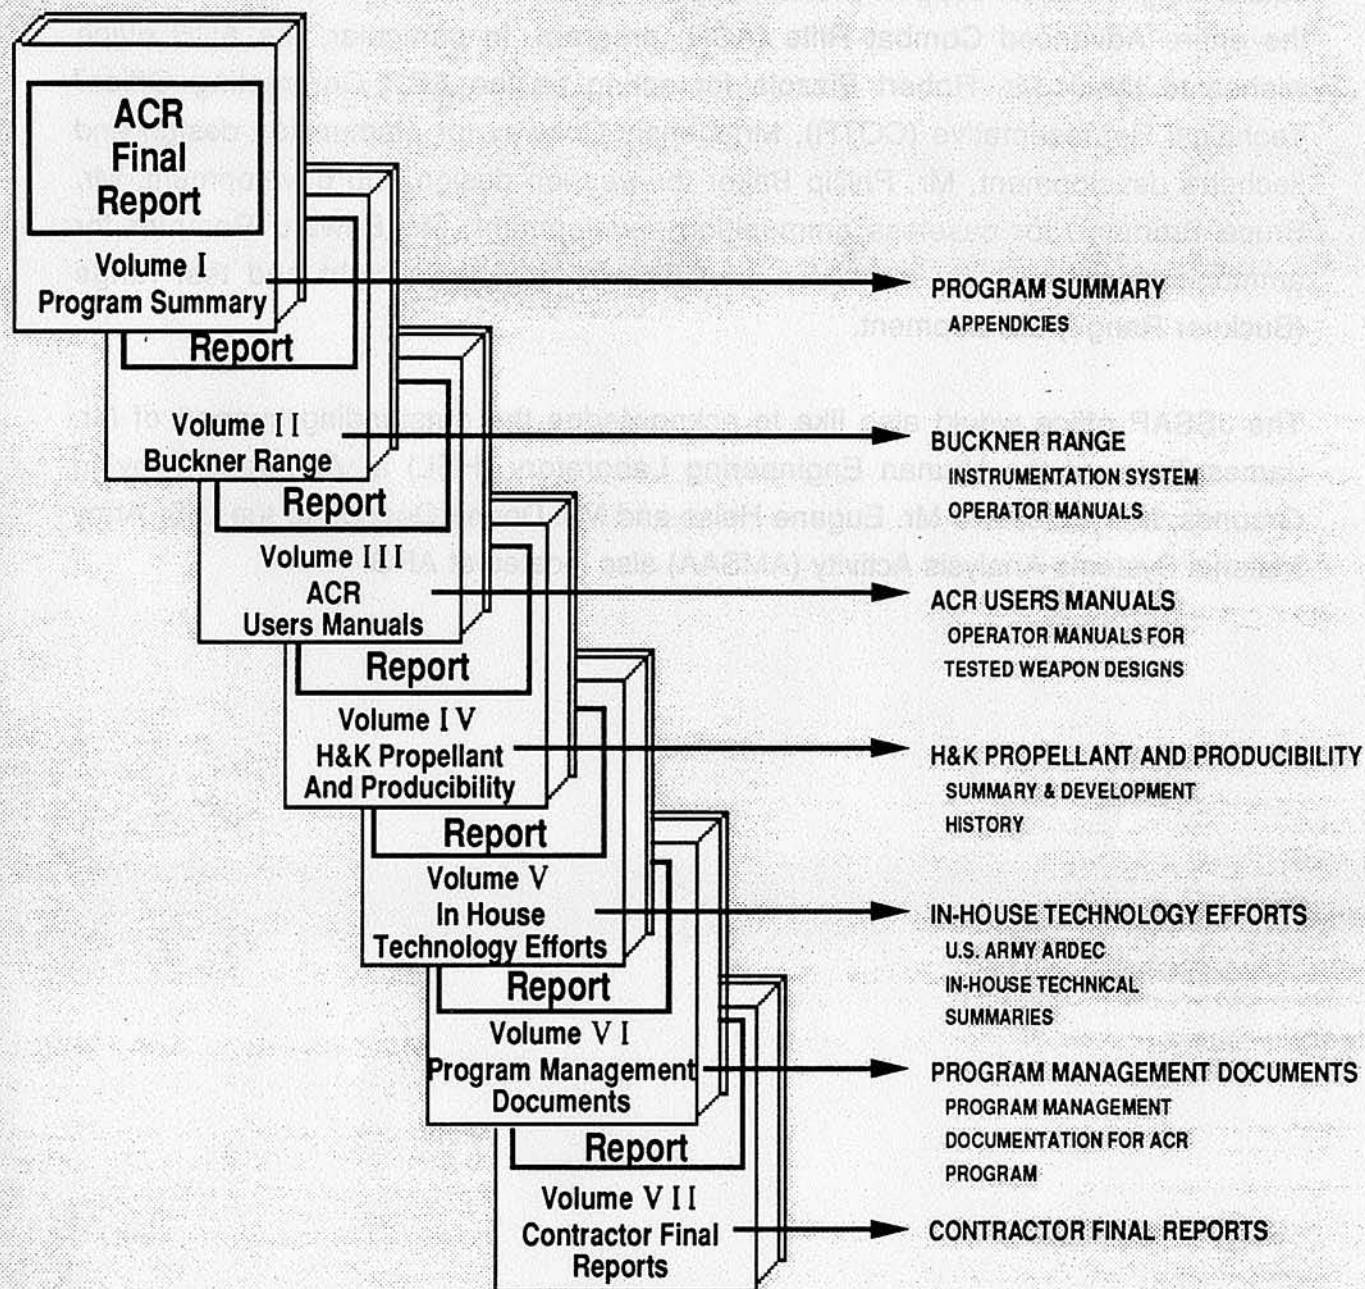 ACR
Final
Report
Volume I
Program Summary
PROGRAM SUMMARY
APPENDICIES
Report
Volume II
Buckner Range
BUCKNER RANGE
INSTRUMENTATION SYSTEM
OPERATOR MANUALS
Report
Volume III
ACR
Users Manuals
ACR USERS MANUALS
OPERATOR MANUALS FOR
TESTED WEAPON DESIGNS
Report
Volume IV
H&K Propellant
And Producibility
H&K PROPELLANT AND PRODUCIBILITY
SUMMARY & DEVELOPMENT
HISTORY
Report
Volume V
In House
Technology Efforts
IN-HOUSE TECHNOLOGY EFFORTS
U.S. ARMY ARDEC
IN-HOUSE TECHNICAL
SUMMARIES
Report
Volume VI
Program Management
Documents
PROGRAM MANAGEMENT DOCUMENTS
PROGRAM MANAGEMENT
DOCUMENTATION FOR ACR
PROGRAM
Report
Volume VII
Contractor Final
Reports
CONTRACTOR FINAL REPORTS